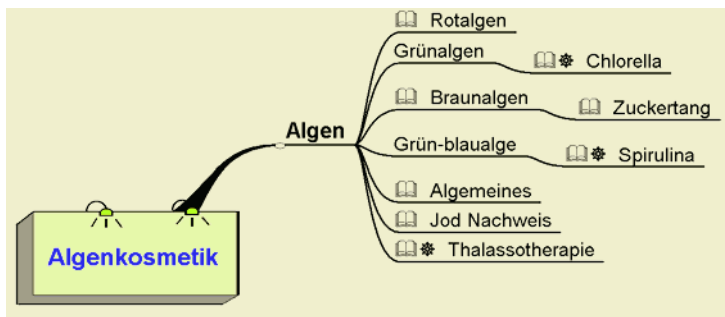 Rotalgen
Grünalgen
Chlorella
Braunalgen
Zuckertang
Algen
Grün-blaualge
Spirulina
Algemeines
Jod Nachweis
Thalassotherapie
Algenkosmetik